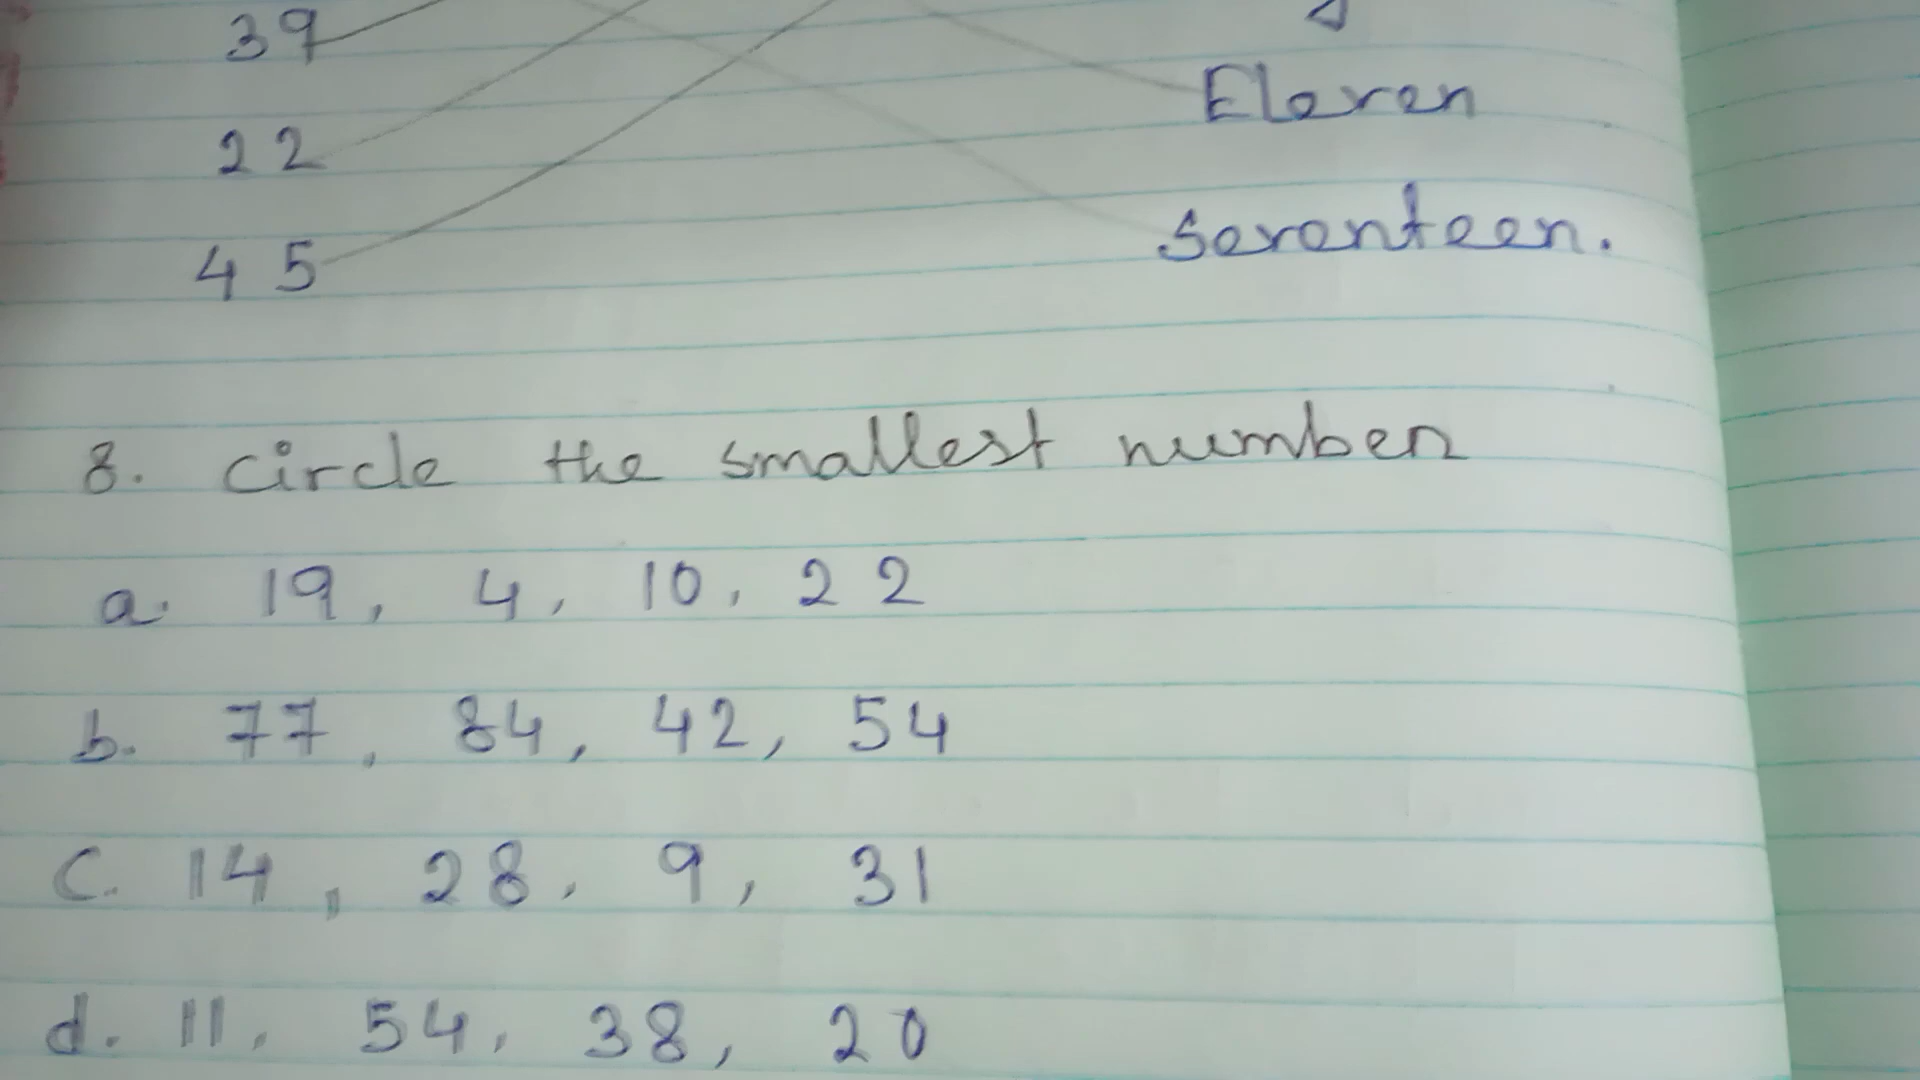 39
22 Eleven
45 Seventeen.
8. circle the smallest number
a. 19, 4, 10, 22
b. 77, 84, 42, 54
c. 14, 28, 9, 31
d. 11, 54, 38, 20